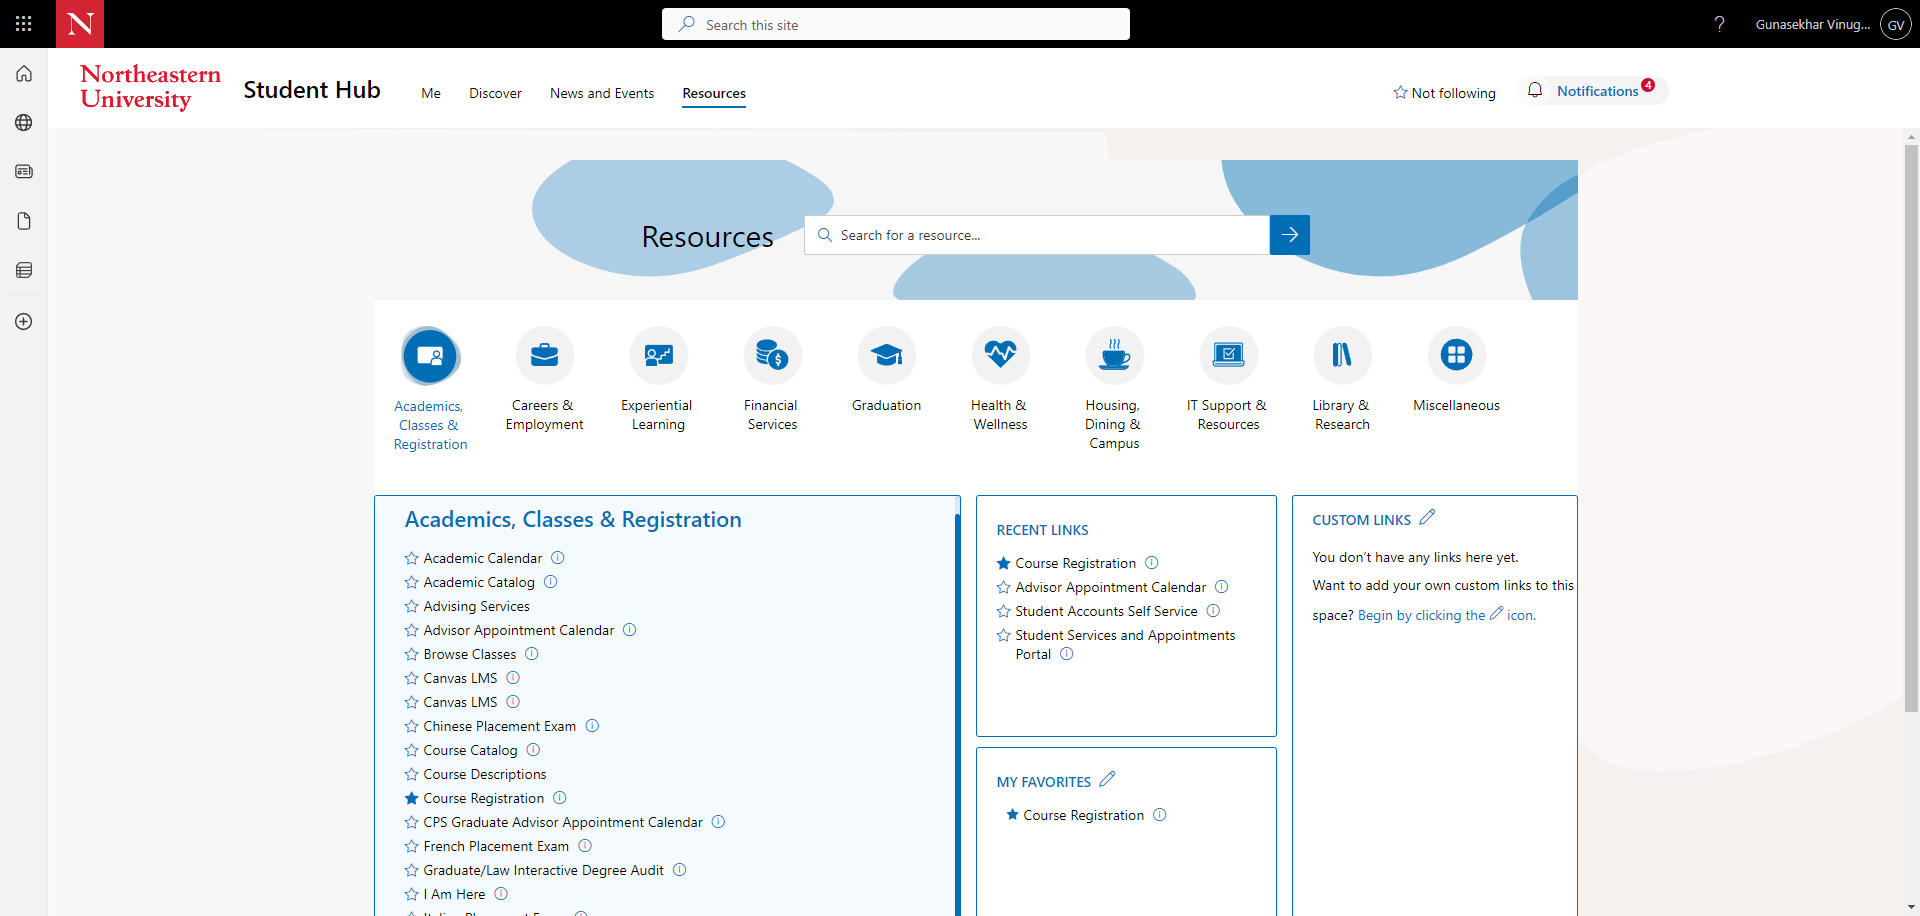 N
Search this site
?
Gunasekhar Vinug...
GV
Northeastern
University
Student Hub
Me
Discover
News and Events
Resources
Not following
Notifications
4
Resources
Search for a resource...
Academics,
Classes &
Registration
Careers &
Employment
Experiential
Learning
Financial
Services
Graduation
Health &
Wellness
Housing,
Dining &
Campus
IT Support &
Resources
Library &
Research
Miscellaneous
Academics, Classes & Registration
Academic Calendar
Academic Catalog
Advising Services
Advisor Appointment Calendar
Browse Classes
Canvas LMS
Canvas LMS
Chinese Placement Exam
Course Catalog
Course Descriptions
Course Registration
CPS Graduate Advisor Appointment Calendar
French Placement Exam
Graduate/Law Interactive Degree Audit
I Am Here
RECENT LINKS
Course Registration
Advisor Appointment Calendar
Student Accounts Self Service
Student Services and Appointments
Portal
MY FAVORITES
Course Registration
CUSTOM LINKS
You don't have any links here yet.
Want to add your own custom links to this
space? Begin by clicking the icon.